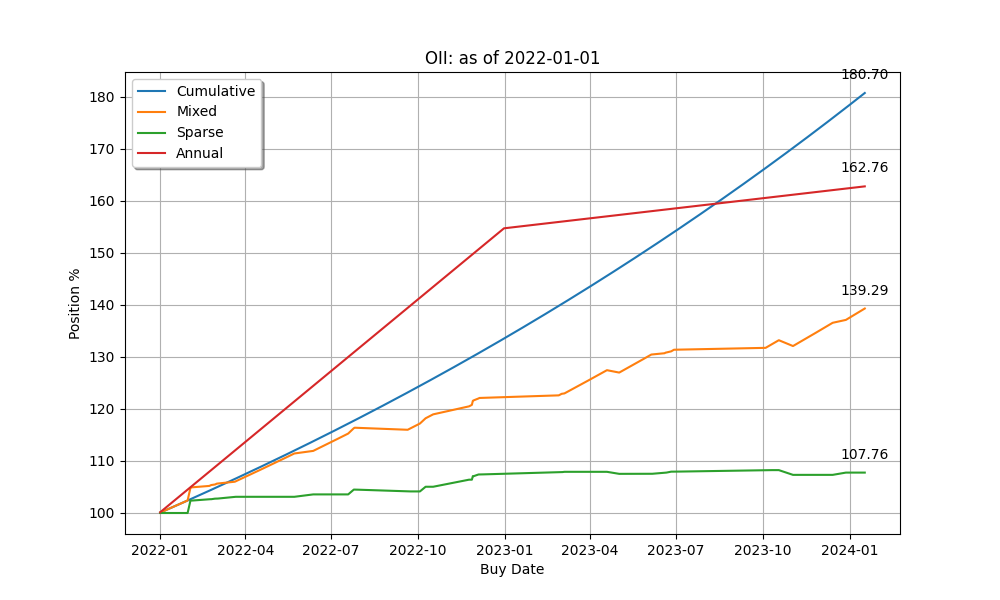 OII: as of 2022-01-01
Cumulative
Mixed
Sparse
Annual
180.70
162.76
139.29
107.76
Position %
180
170
160
150
140
130
120
110
100
2022-01 2022-04 2022-07 2022-10 2023-01 2023-04 2023-07 2023-10 2024-01
Buy Date